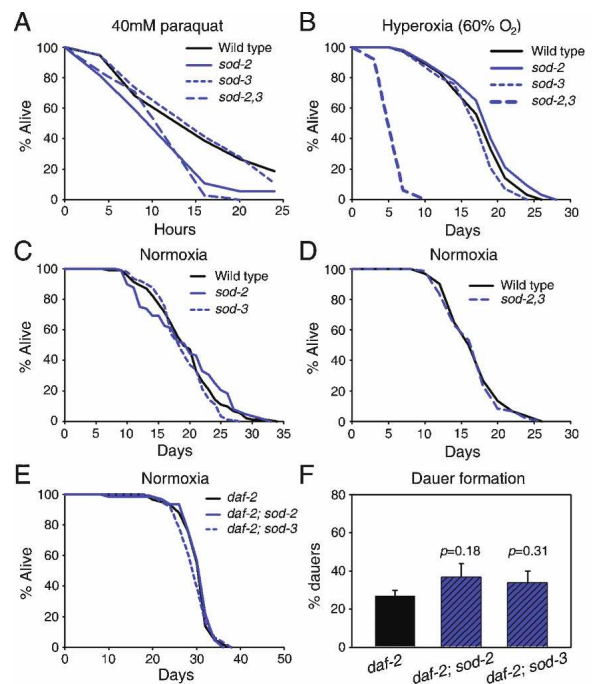 A
40mM paraquat
Wild type
sod-2
sod-3
sod-2,3
% Alive
100
80
60
40
20
0
0 5 10 15 20 25
Hours
B
Hyperoxia (60% O₂)
Wild type
sod-2
sod-3
sod-2,3
% Alive
100
80
60
40
20
0
0 5 10 15 20 25 30
Days
C
Normoxia
Wild type
sod-2
sod-3
% Alive
100
80
60
40
20
0
0 5 10 15 20 25 30 35
Days
D
Normoxia
Wild type
sod-2,3
% Alive
100
80
60
40
20
0
0 5 10 15 20 25 30
Days
E
Normoxia
daf-2
daf-2; sod-2
daf-2; sod-3
% Alive
100
80
60
40
20
0
0 10 20 30 40 50
Days
F
Dauer formation
% dauers
80
60
40
20
0
p=0.18
p=0.31
daf-2
daf-2; sod-2
daf-2; sod-3